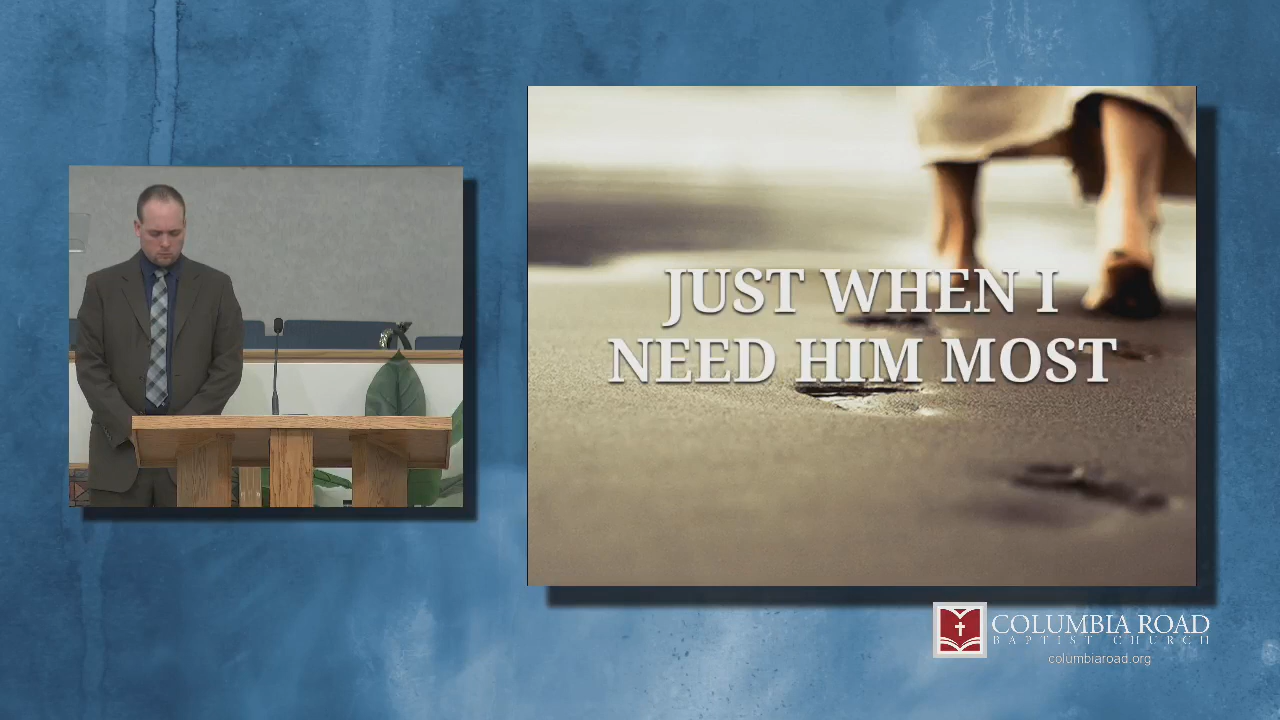 JUST WHEN I
NEED HIM MOST
COLUMBIA ROAD
BAPTIST CHURCH
columbiaroad.org